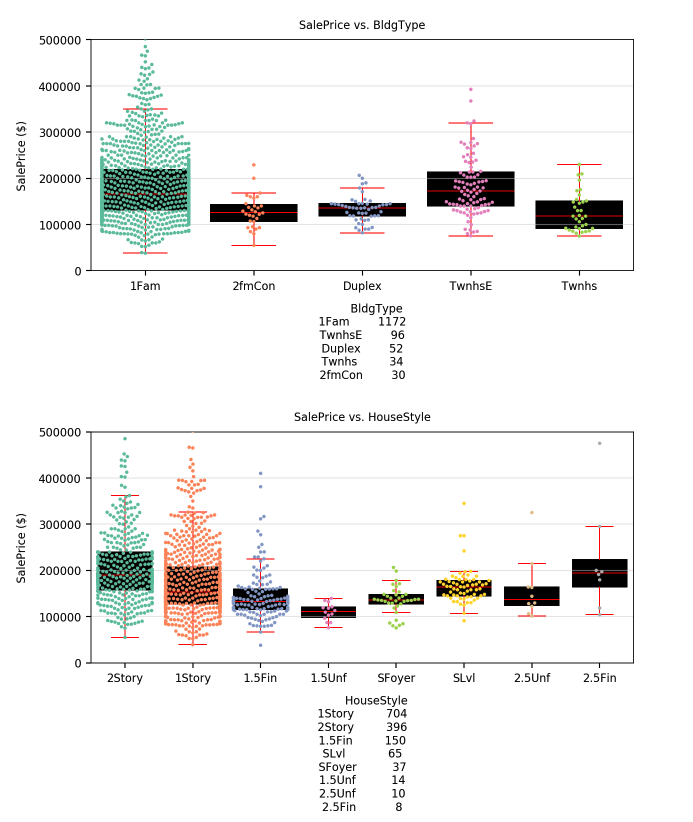 SalePrice vs. BldgType
SalePrice ($)
500000
400000
300000
200000
100000
0
1Fam 2fmCon Duplex TwnhsE Twnhs
BldgType
1Fam 1172
TwnhsE 96
Duplex 52
Twnhs 34
2fmCon 30
SalePrice vs. HouseStyle
SalePrice ($)
500000
400000
300000
200000
100000
0
2Story 1Story 1.5Fin 1.5Unf SFoyer SLvl 2.5Unf 2.5Fin
HouseStyle
1Story 704
2Story 396
1.5Fin 150
SLvl 65
SFoyer 37
1.5Unf 14
2.5Unf 10
2.5Fin 8